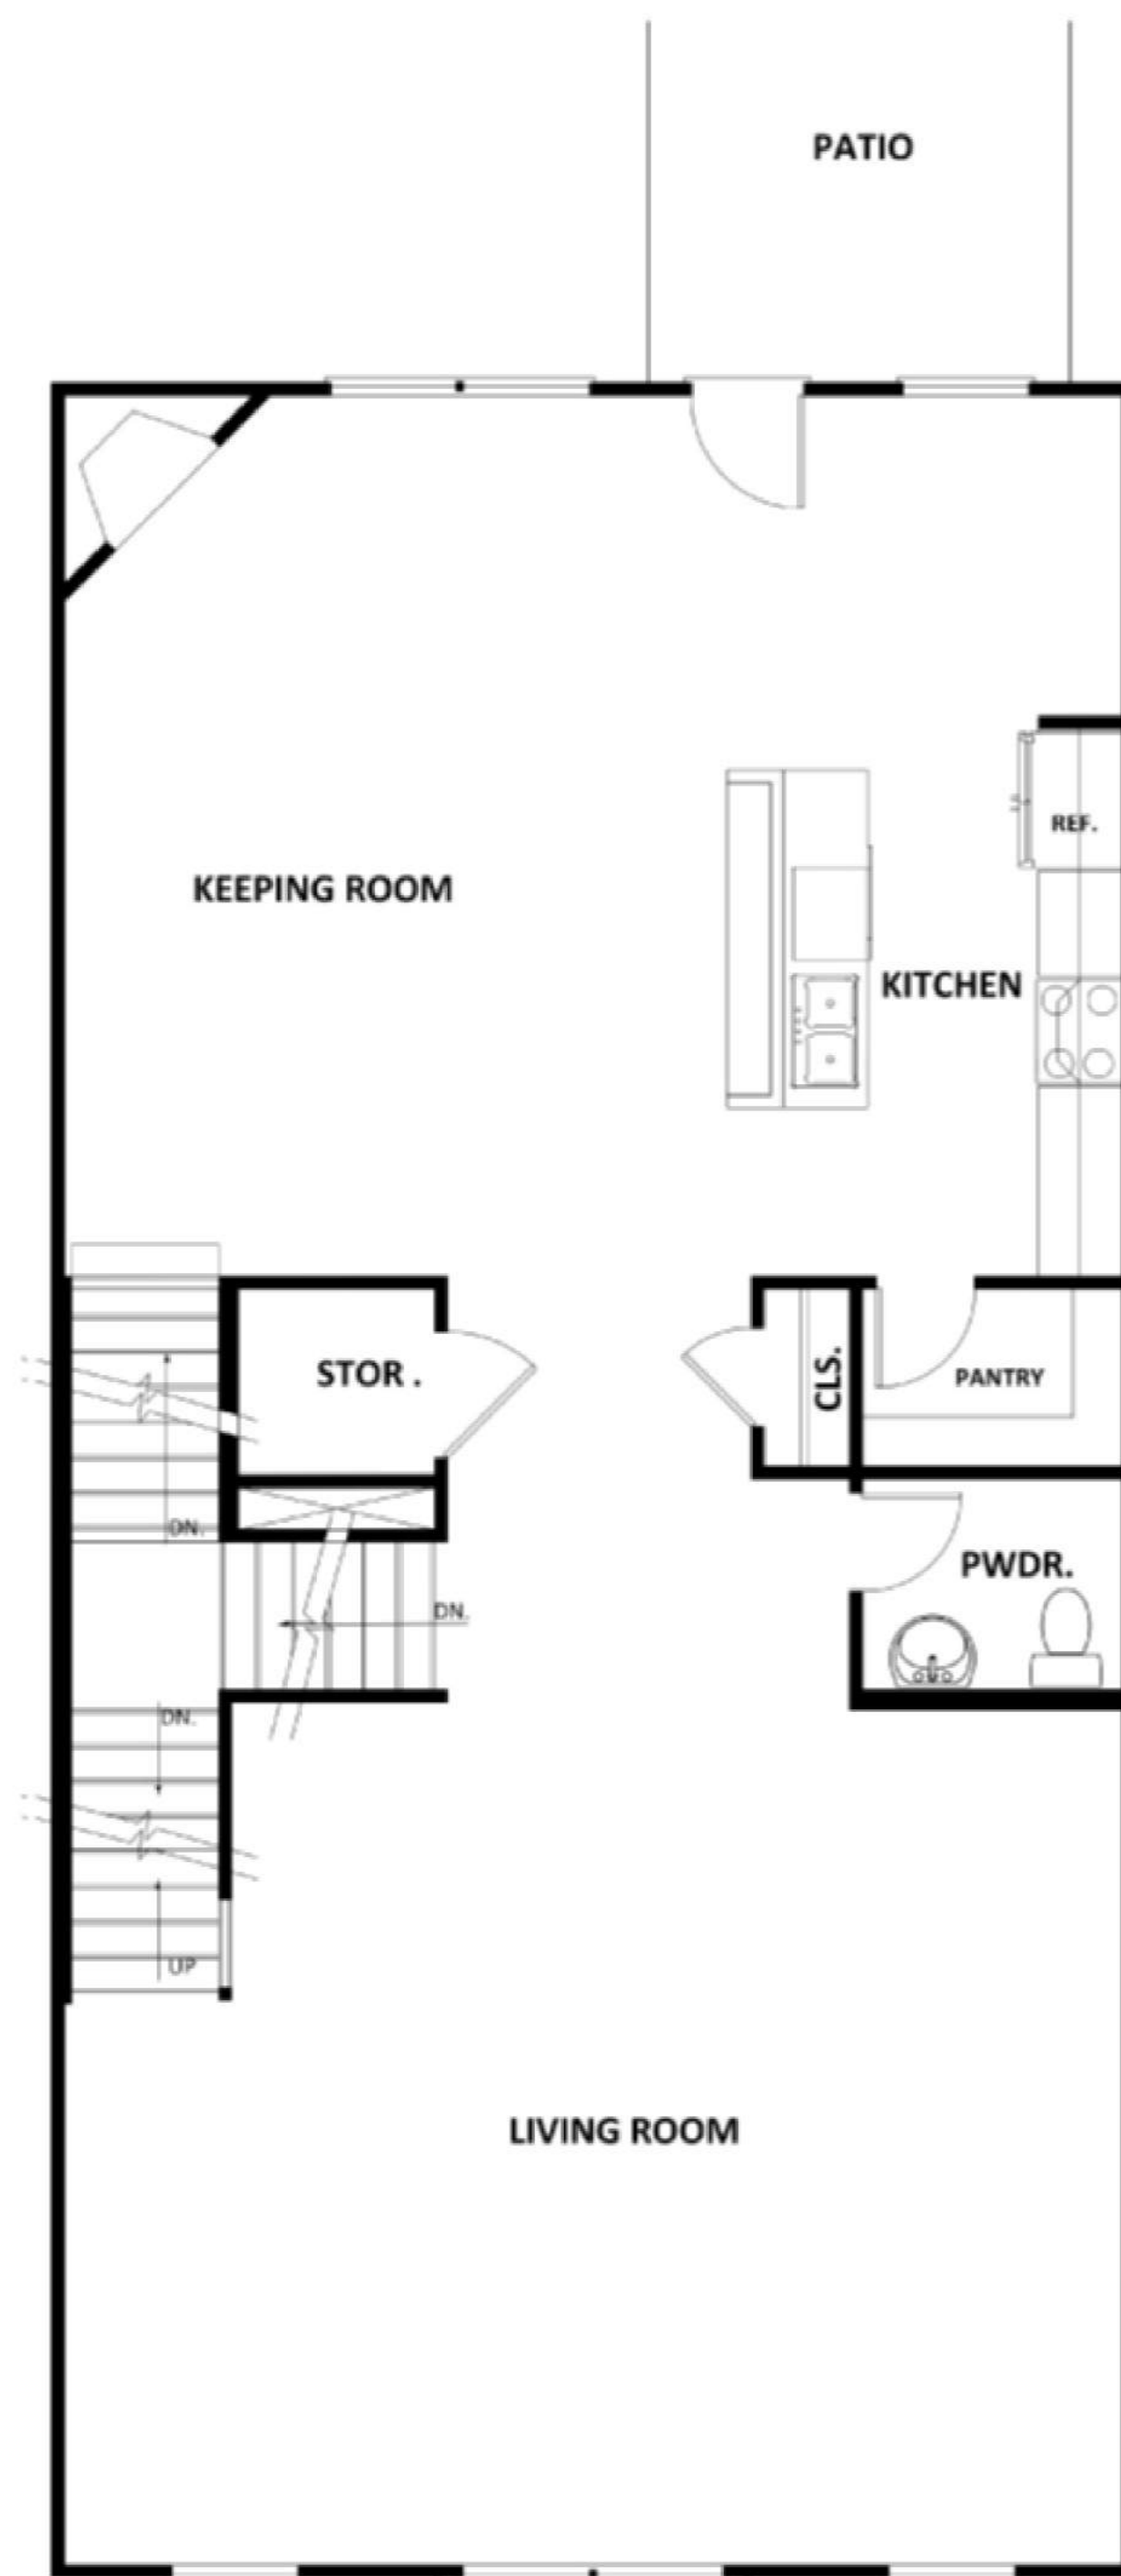 PATIO
REF.
KEEPING ROOM
KITCHEN
STOR .
CLS.
PANTRY
DN.
PWDR.
DN.
DN.
UP
LIVING ROOM